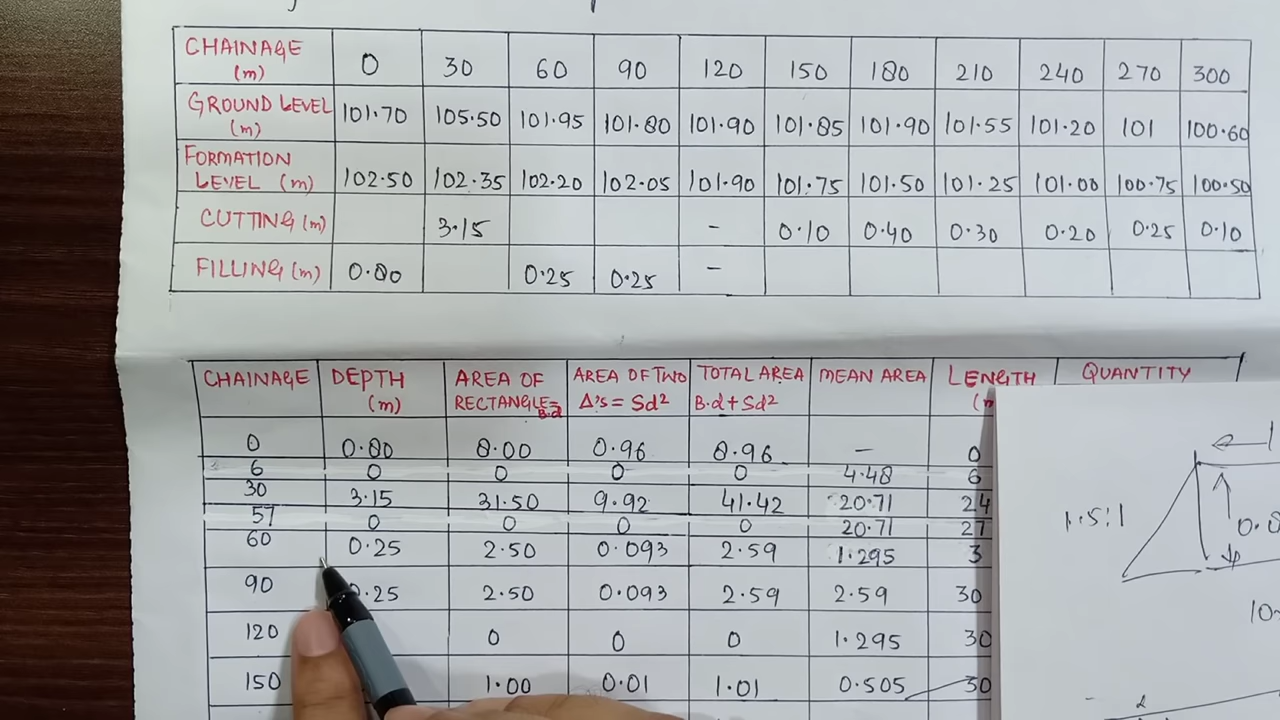 CHAINAGE (m) 0 30 60 90 120 150 180 210 240 270 300
GROUND LEVEL (m) 101.70 105.50 101.95 101.80 101.90 101.85 101.90 101.55 101.20 101 100.60
FORMATION LEVEL (m) 102.50 102.35 102.20 102.05 101.90 101.75 101.50 101.25 101.00 100.75 100.50
CUTTING (m) 3.15 - 0.10 0.40 0.30 0.20 0.25 0.10
FILLING (m) 0.80 0.25 0.25 -
CHAINAGE DEPTH (m) AREA OF RECTANGLE= B.d AREA OF TWO Δ's = Sd² TOTAL AREA B.d + Sd² MEAN AREA LENGTH QUANTITY
0 0.80 8.00 0.96 8.96 - 0
6 0 0 0 0 4.48 6
30 3.15 31.50 9.92 41.42 20.71 24
57 0 0 0 0 20.71 27
60 0.25 2.50 0.093 2.59 1.295 3
90 0.25 2.50 0.093 2.59 2.59 30
120 0 0 0 1.295 30
150 1.00 0.01 1.01 0.505 30
1.5:1